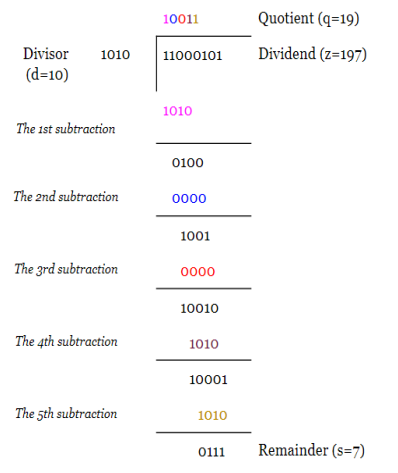 10011 Quotient (q=19)
Divisor 1010 11000101 Dividend (z=197)
(d=10)
1010
The 1st subtraction
0100
The 2nd subtraction 0000
1001
The 3rd subtraction 0000
10010
The 4th subtraction 1010
10001
The 5th subtraction 1010
0111 Remainder (s=7)